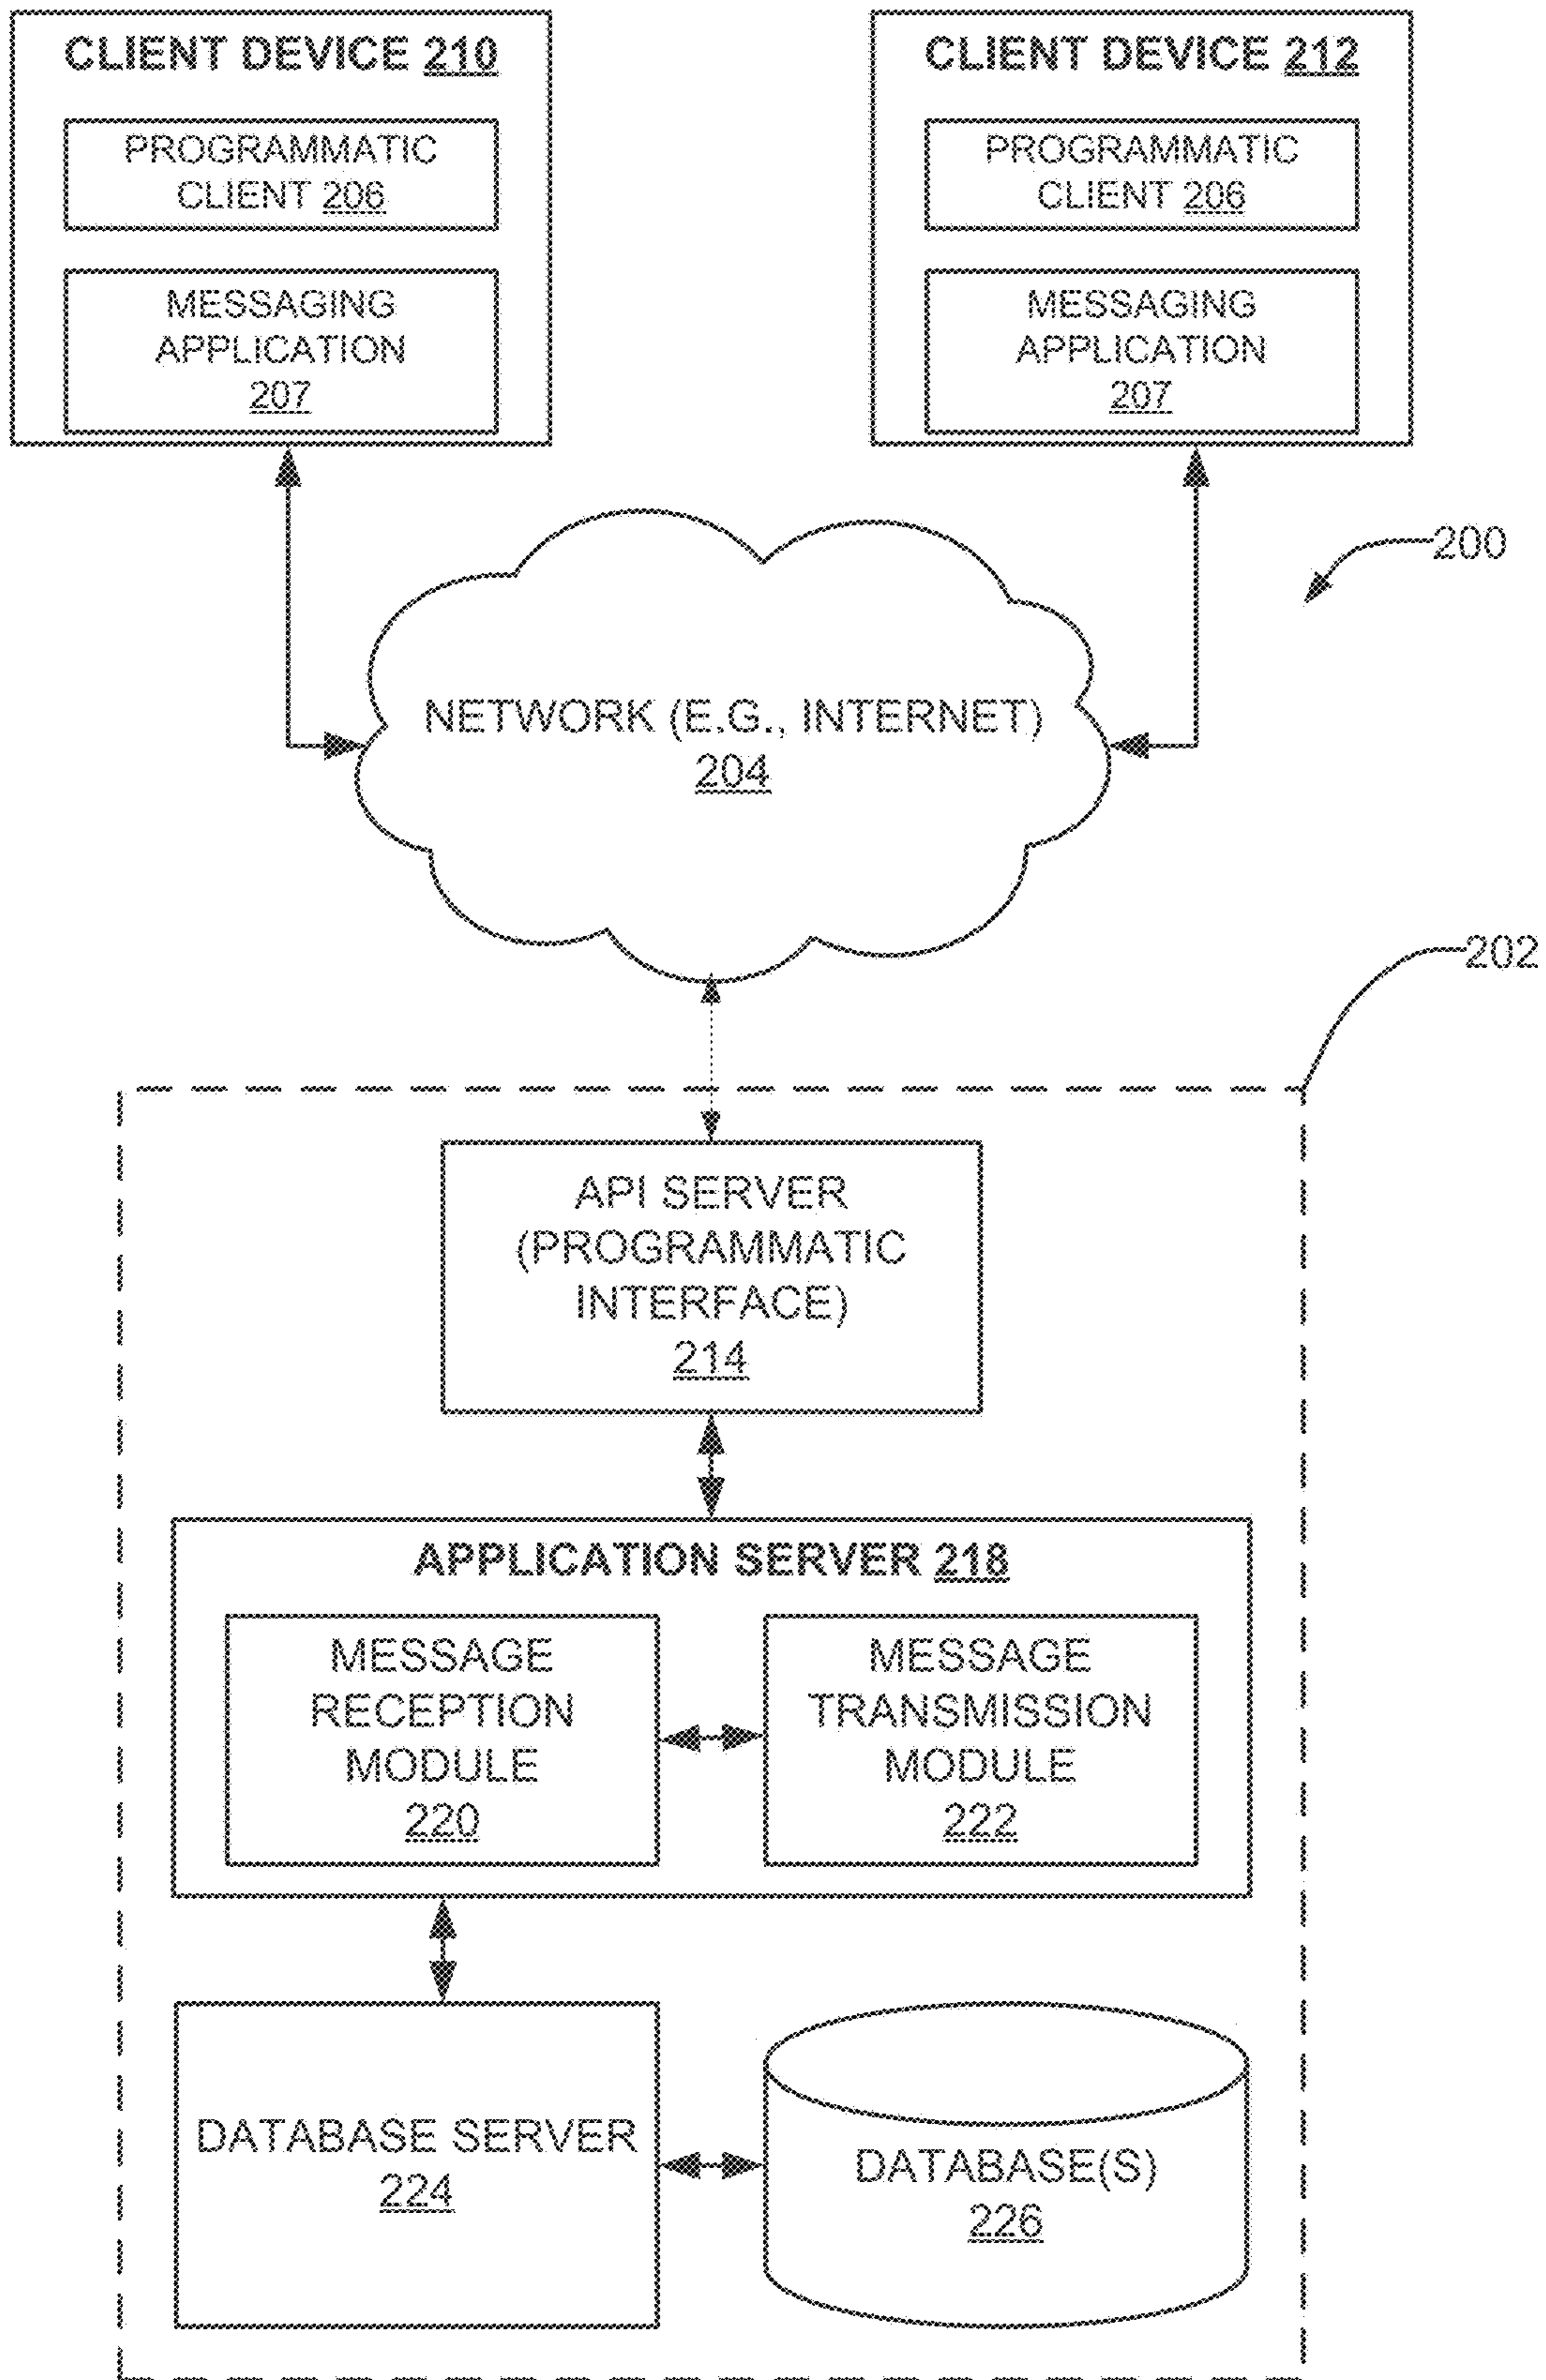 CLIENT DEVICE 210
PROGRAMMATIC
CLIENT 206
MESSAGING
APPLICATION
207
CLIENT DEVICE 212
PROGRAMMATIC
CLIENT 206
MESSAGING
APPLICATION
207
200
NETWORK (E.G., INTERNET)
204
202
API SERVER
(PROGRAMMATIC
INTERFACE)
214
APPLICATION SERVER 218
MESSAGE
RECEPTION
MODULE
220
MESSAGE
TRANSMISSION
MODULE
222
DATABASE SERVER
224
DATABASE(S)
226